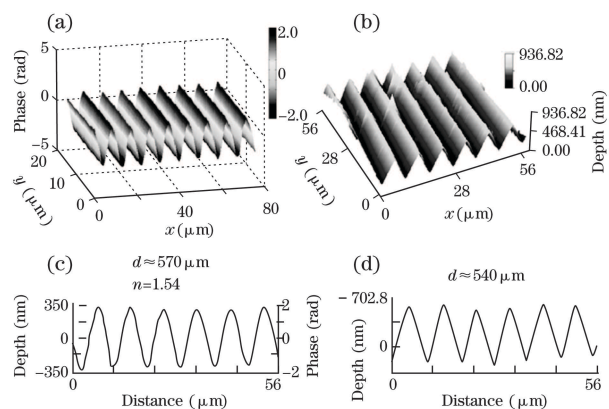 (a)
Phase (rad)
5
0
-5
20
10
0
y (μm)
0
40
80
x (μm)
2.0
0
-2.0
(b)
936.82
0.00
936.82
468.41
0.00
Depth (nm)
56
28
0
y (μm)
28
56
x (μm)
(c)
d≈570 μm
n=1.54
Depth (nm)
350
0
-350
2
0
-2
Phase (rad)
0
56
Distance (μm)
(d)
d≈540 μm
Depth (nm)
- 702.8
0
0
56
Distance (μm)